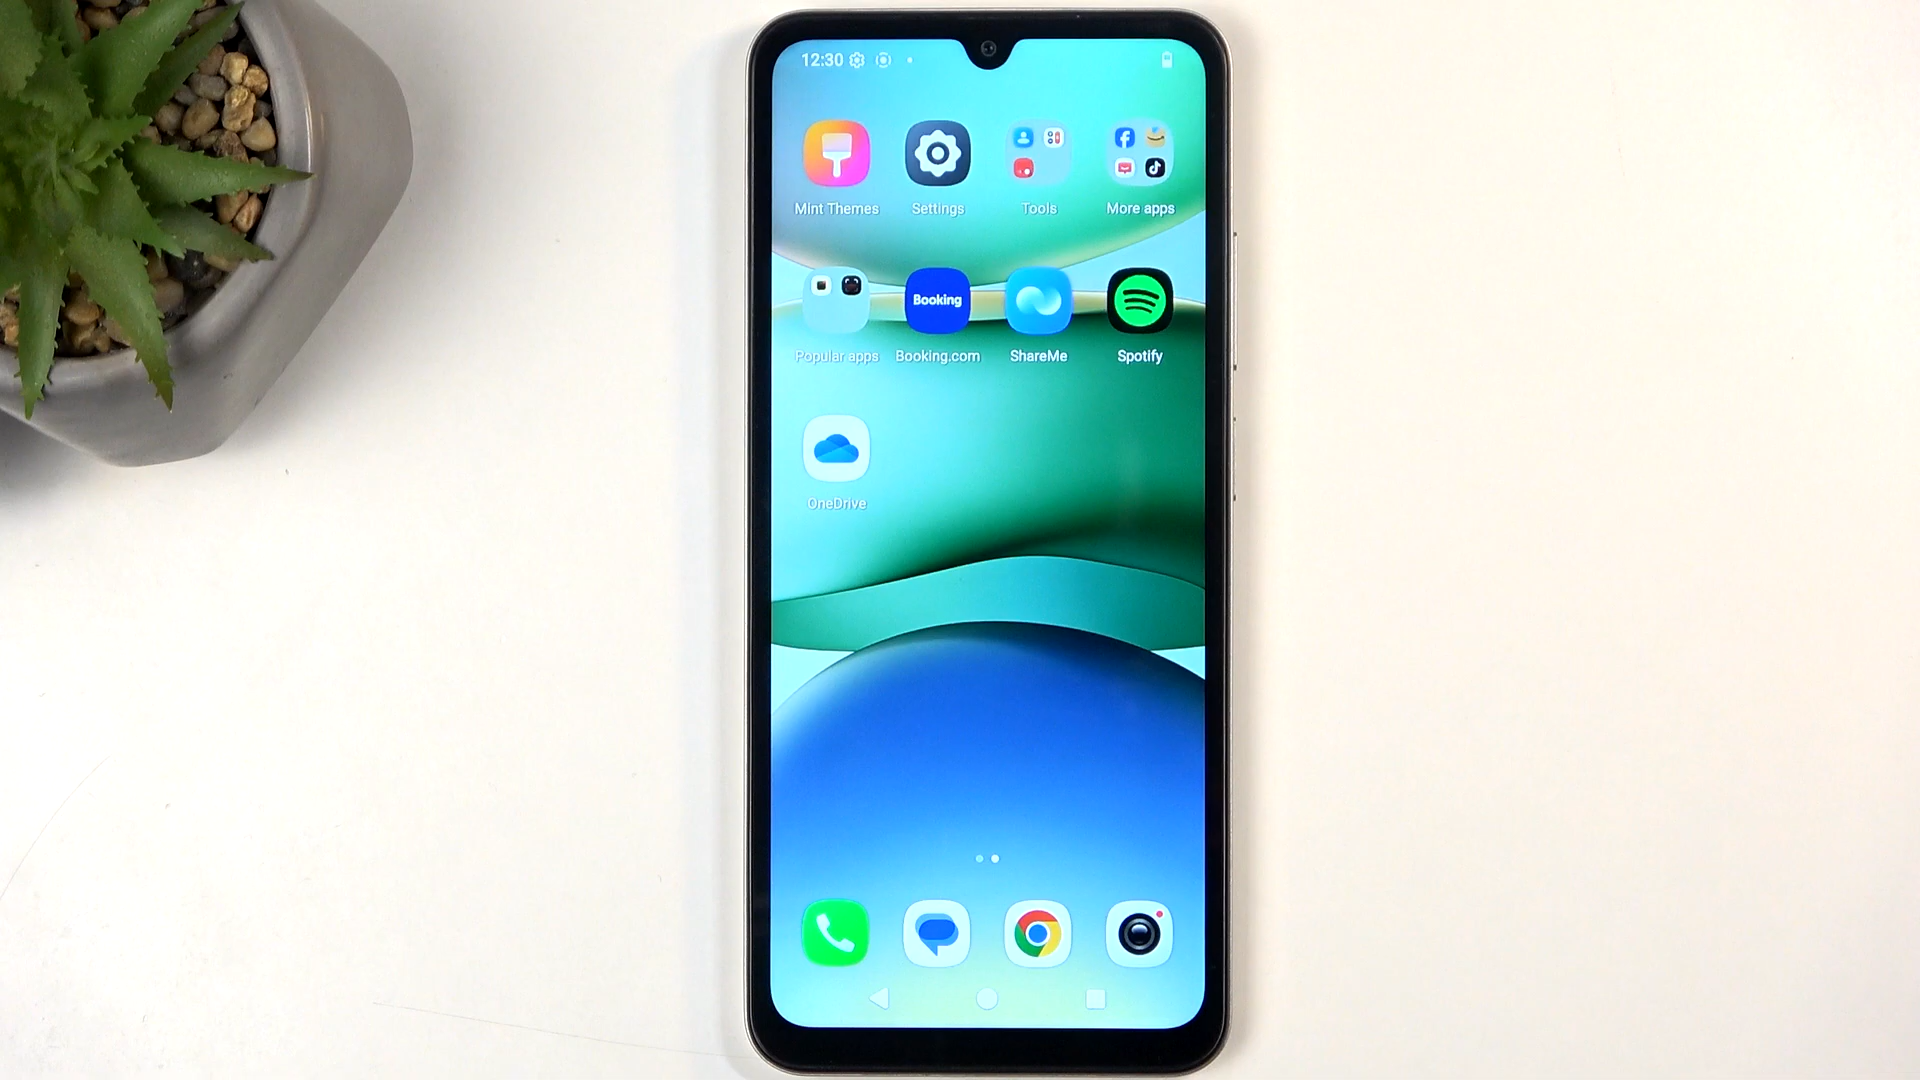 12:30
Mint Themes Settings Tools More apps
Booking
Popular apps Booking.com ShareMe Spotify
OneDrive